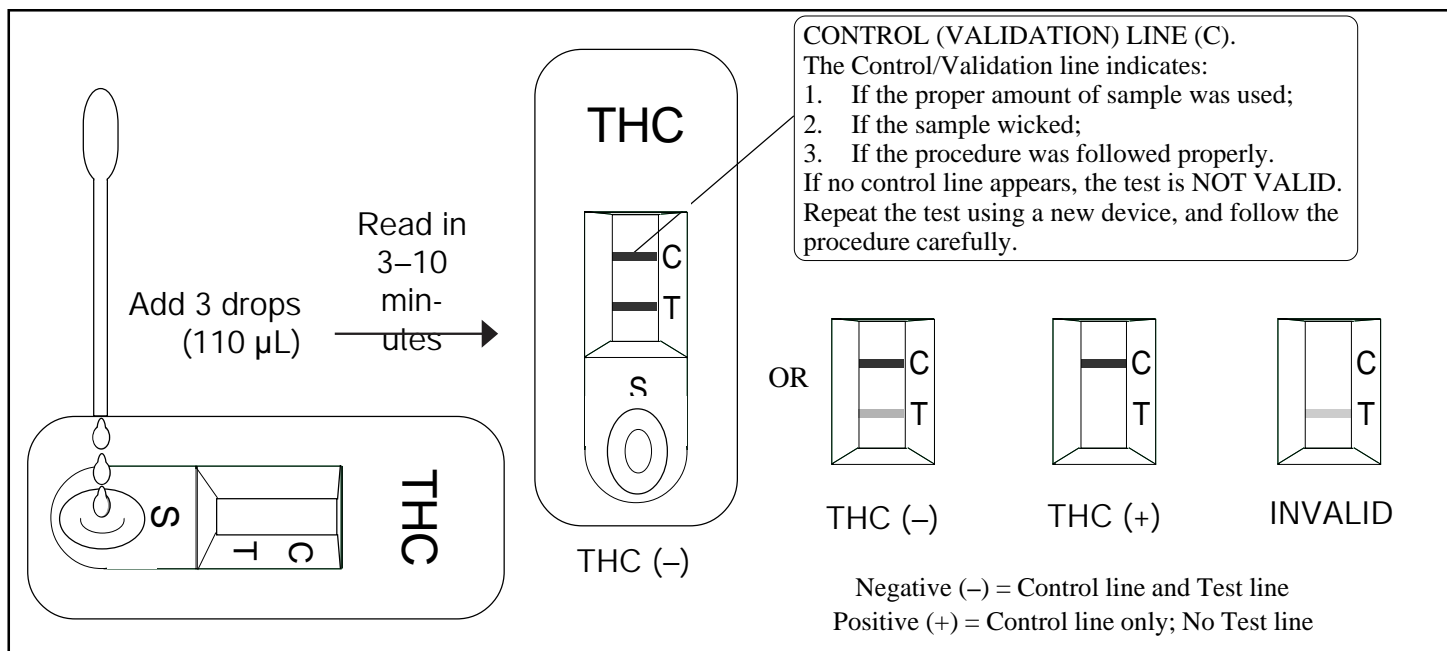 CONTROL (VALIDATION) LINE (C).
The Control/Validation line indicates:
1. If the proper amount of sample was used;
2. If the sample wicked;
3. If the procedure was followed properly.
If no control line appears, the test is NOT VALID.
Repeat the test using a new device, and follow the
procedure carefully.
THC
Read in
3–10
min-
utes
Add 3 drops
(110 µL)
C
T
S
THC (–)
OR
C
T
THC (–)
C
T
THC (+)
C
T
INVALID
S
T
C
THC
Negative (–) = Control line and Test line
Positive (+) = Control line only; No Test line